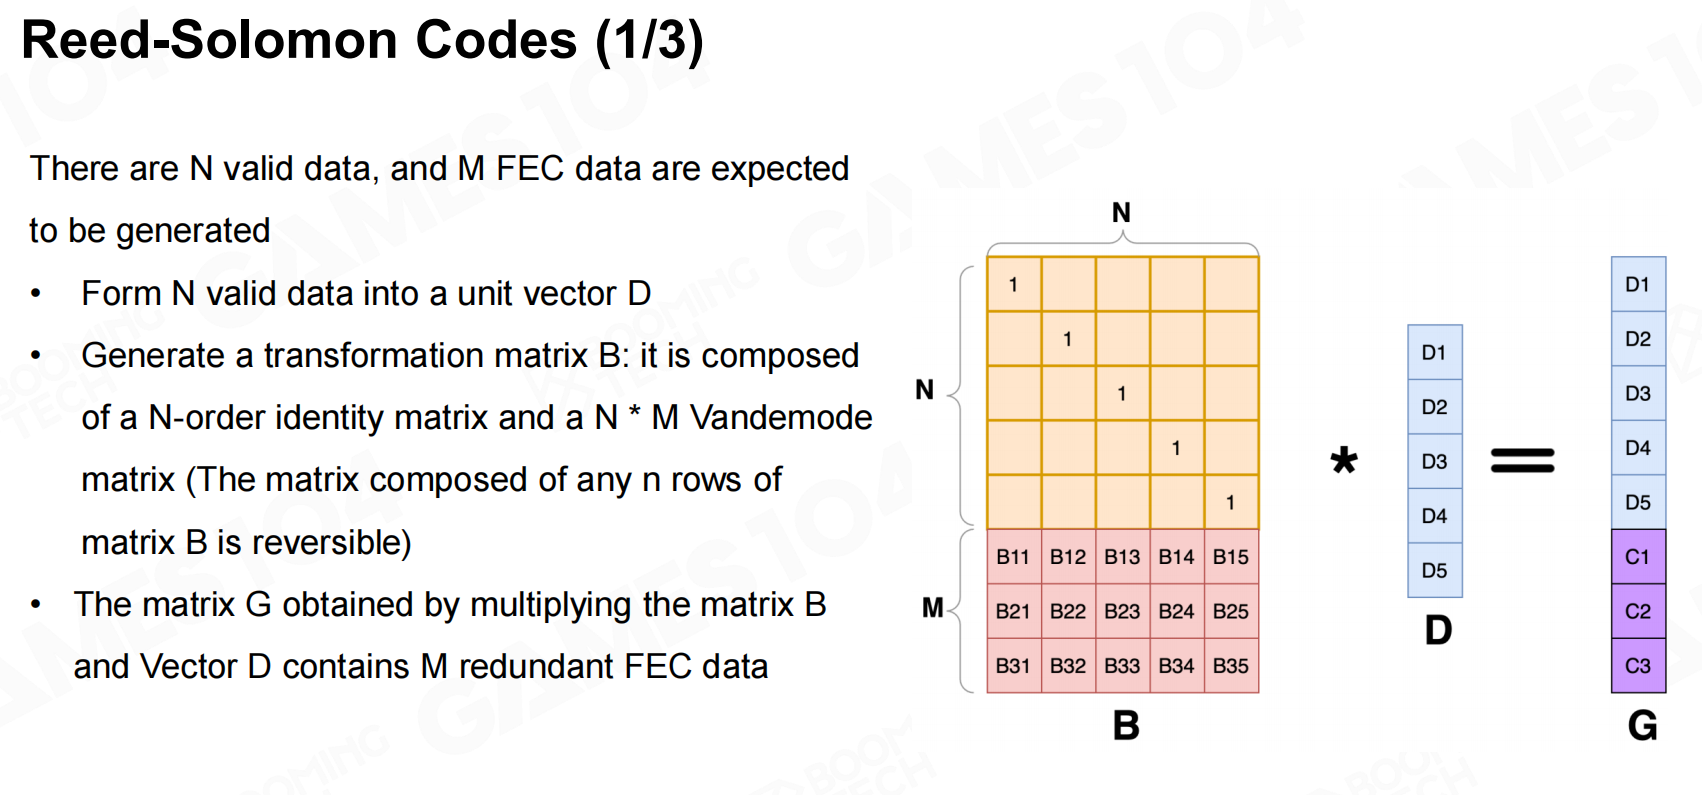 Reed-Solomon Codes (1/3)
There are N valid data, and M FEC data are expected
to be generated
• Form N valid data into a unit vector D
• Generate a transformation matrix B: it is composed
of a N-order identity matrix and a N * M Vandemode
matrix (The matrix composed of any n rows of
matrix B is reversible)
• The matrix G obtained by multiplying the matrix B
and Vector D contains M redundant FEC data
N
N
M
1
1
1
1
1
B11 B12 B13 B14 B15
B21 B22 B23 B24 B25
B31 B32 B33 B34 B35
B
*
D1
D2
D3
D4
D5
D
=
D1
D2
D3
D4
D5
C1
C2
C3
G
GAMES104
BOOMING TECH